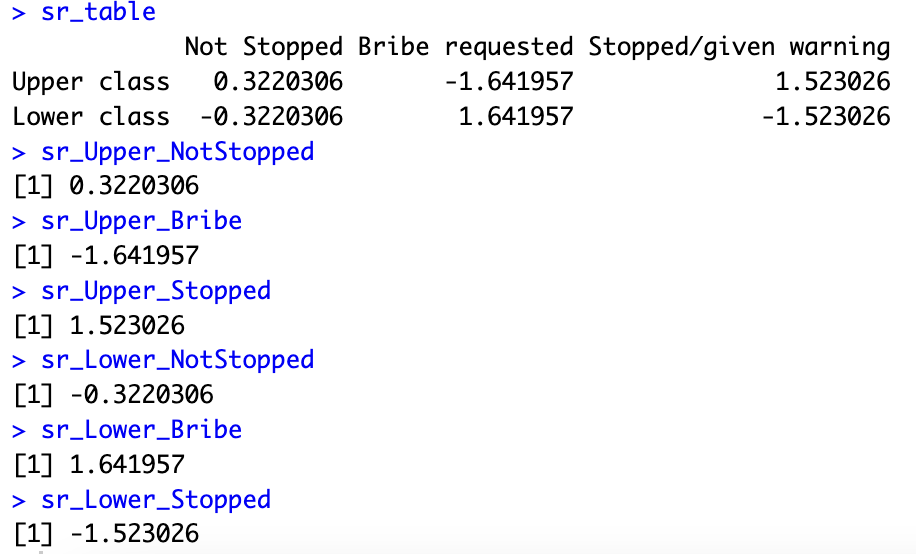 > sr_table
Not Stopped Bribe requested Stopped/given warning
Upper class 0.3220306 -1.641957 1.523026
Lower class -0.3220306 1.641957 -1.523026
> sr_Upper_NotStopped
[1] 0.3220306
> sr_Upper_Bribe
[1] -1.641957
> sr_Upper_Stopped
[1] 1.523026
> sr_Lower_NotStopped
[1] -0.3220306
> sr_Lower_Bribe
[1] 1.641957
> sr_Lower_Stopped
[1] -1.523026